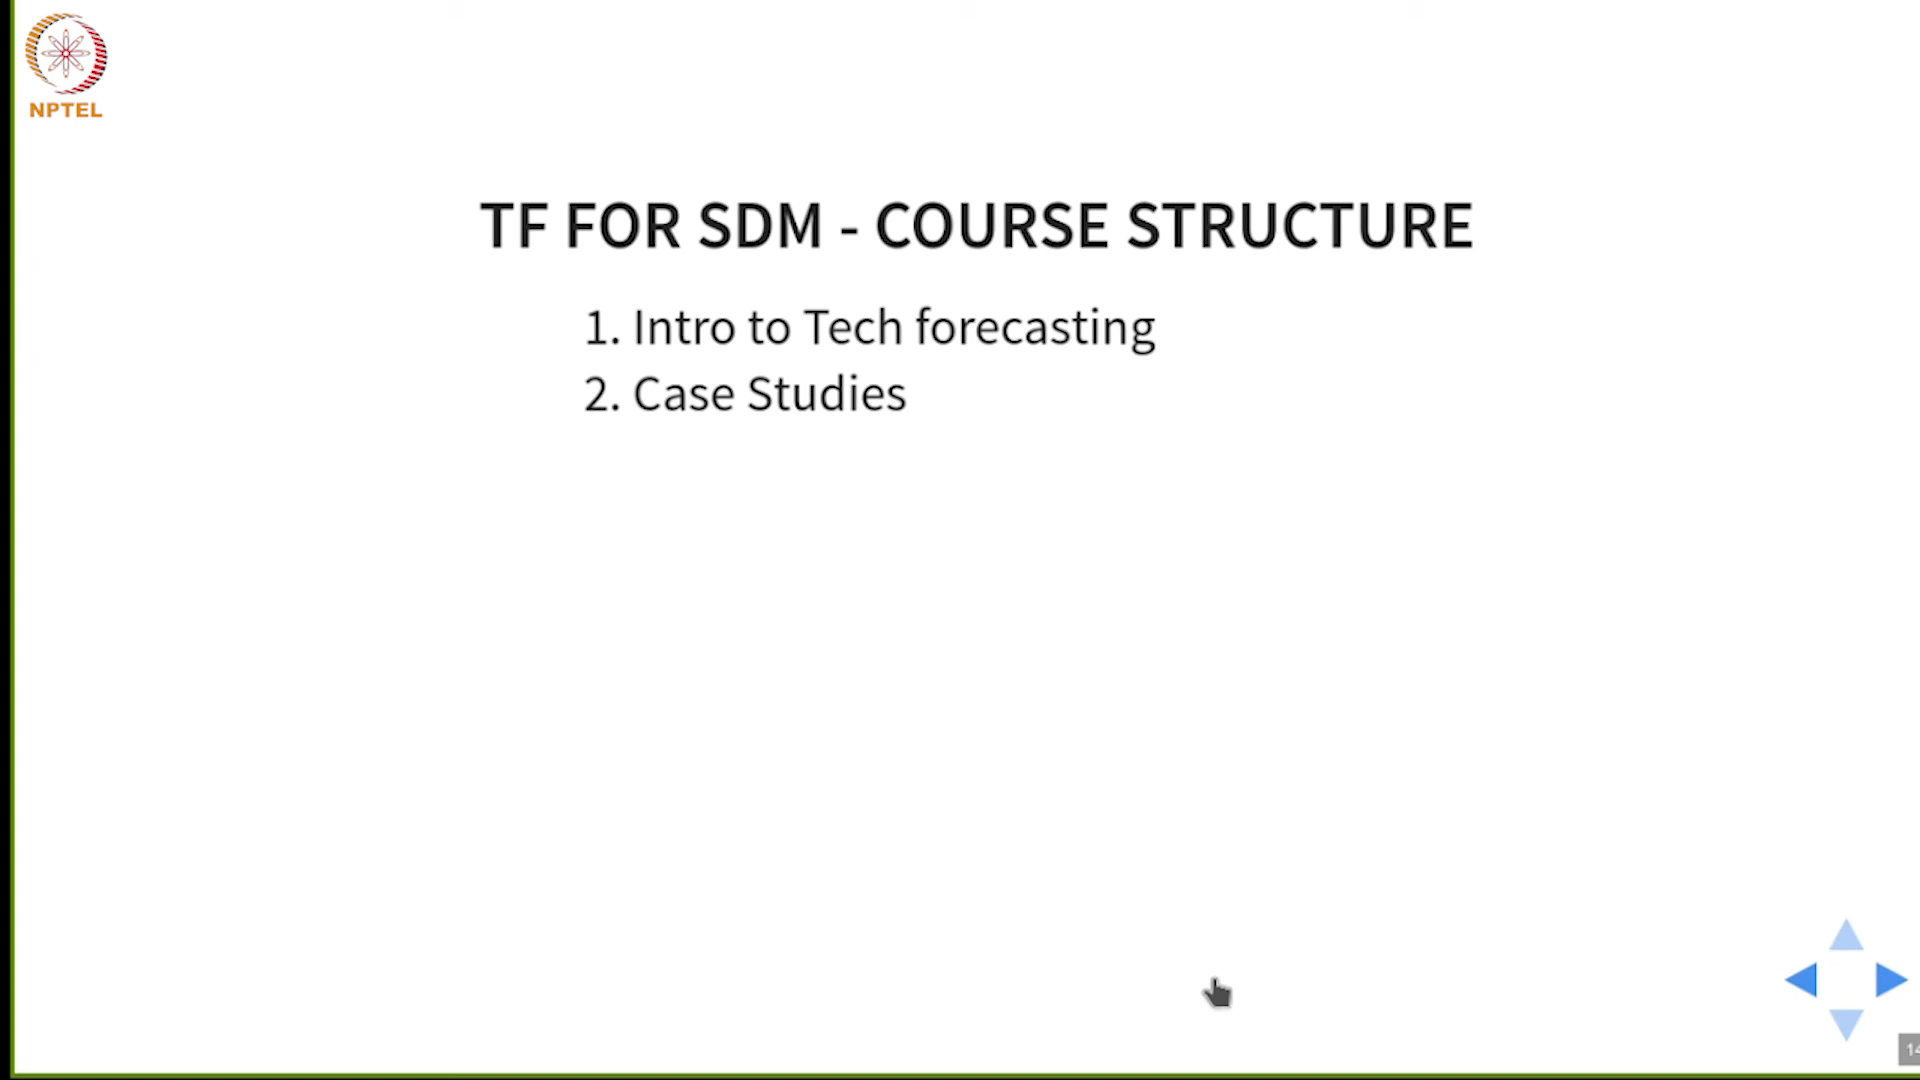 NPTEL
TF FOR SDM - COURSE STRUCTURE
1. Intro to Tech forecasting
2. Case Studies